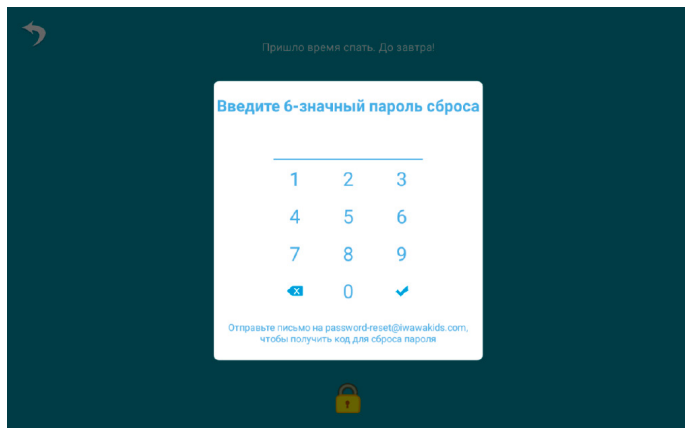 Пришло время спать. До завтра!
Введите 6-значный пароль сброса
1 2 3
4 5 6
7 8 9
0
Отправьте письмо на password-reset@iwawakids.com,
чтобы получить код для сброса пароля